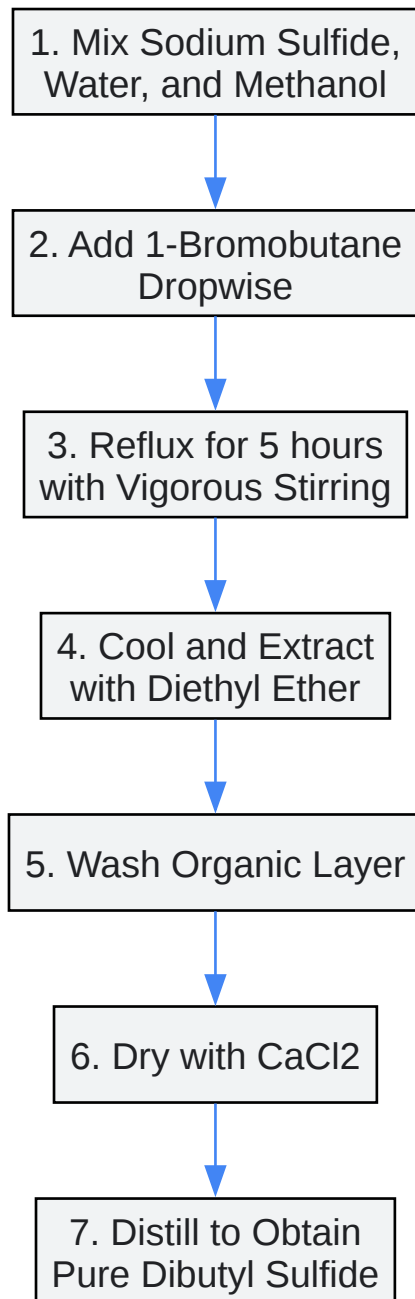 1. Mix Sodium Sulfide,
Water, and Methanol
2. Add 1-Bromobutane
Dropwise
3. Reflux for 5 hours
with Vigorous Stirring
4. Cool and Extract
with Diethyl Ether
5. Wash Organic Layer
6. Dry with CaCl2
7. Distill to Obtain
Pure Dibutyl Sulfide